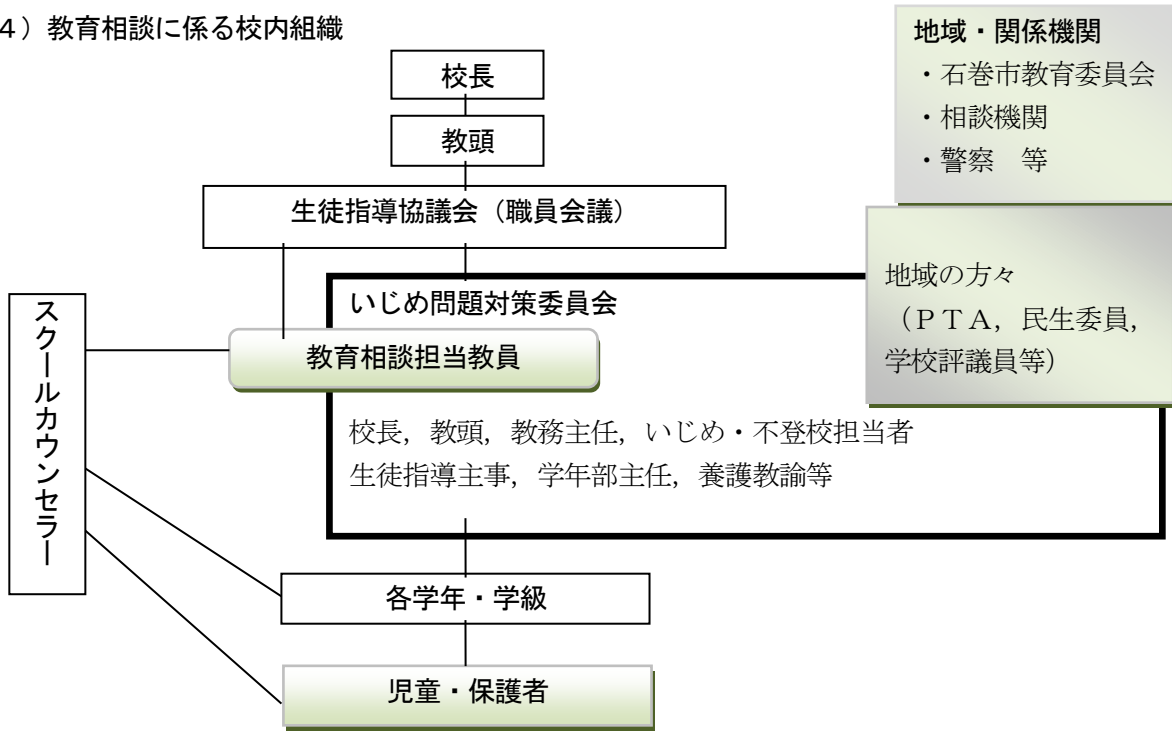 4）教育相談に係る校内組織
校長
教頭
生徒指導協議会（職員会議）
地域・関係機関
・石巻市教育委員会
・相談機関
・警察　等
地域の方々
（ＰＴＡ，民生委員，
学校評議員等）
いじめ問題対策委員会
教育相談担当教員
校長，教頭，教務主任，いじめ・不登校担当者
生徒指導主事，学年部主任，養護教諭等
スクールカウンセラー
各学年・学級
児童・保護者